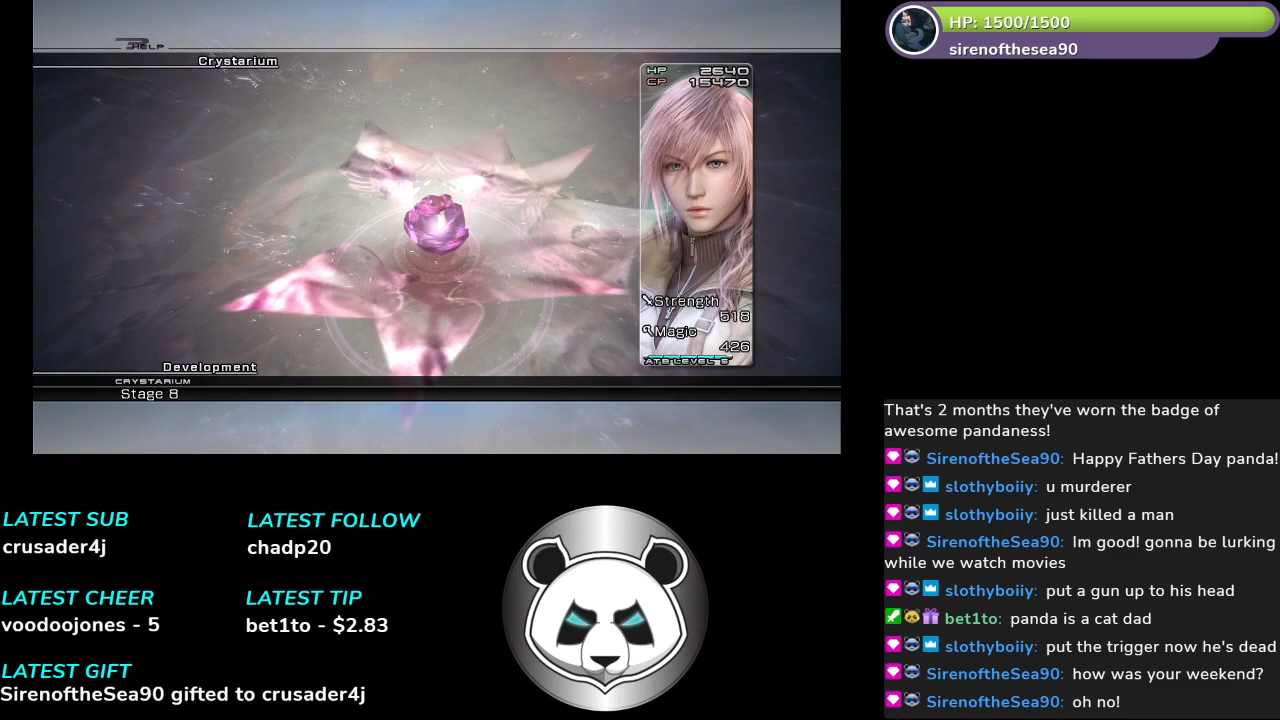 HELP
Crystarium
HP 2640
CP 15470
Strength
518
Magic
426
ATB LEVEL 5
Development
CRYSTARIUM
Stage 8
HP: 1500/1500
sirenofthesea90
LATEST SUB
crusader4j
LATEST FOLLOW
chadp20
LATEST CHEER
voodoojones - 5
LATEST TIP
bet1to - $2.83
LATEST GIFT
SirenoftheSea90 gifted to crusader4j
That's 2 months they've worn the badge of
awesome pandaness!
SirenoftheSea90: Happy Fathers Day panda!
slothyboiiy: u murderer
slothyboiiy: just killed a man
SirenoftheSea90: Im good! gonna be lurking
while we watch movies
slothyboiiy: put a gun up to his head
bet1to: panda is a cat dad
slothyboiiy: put the trigger now he's dead
SirenoftheSea90: how was your weekend?
SirenoftheSea90: oh no!